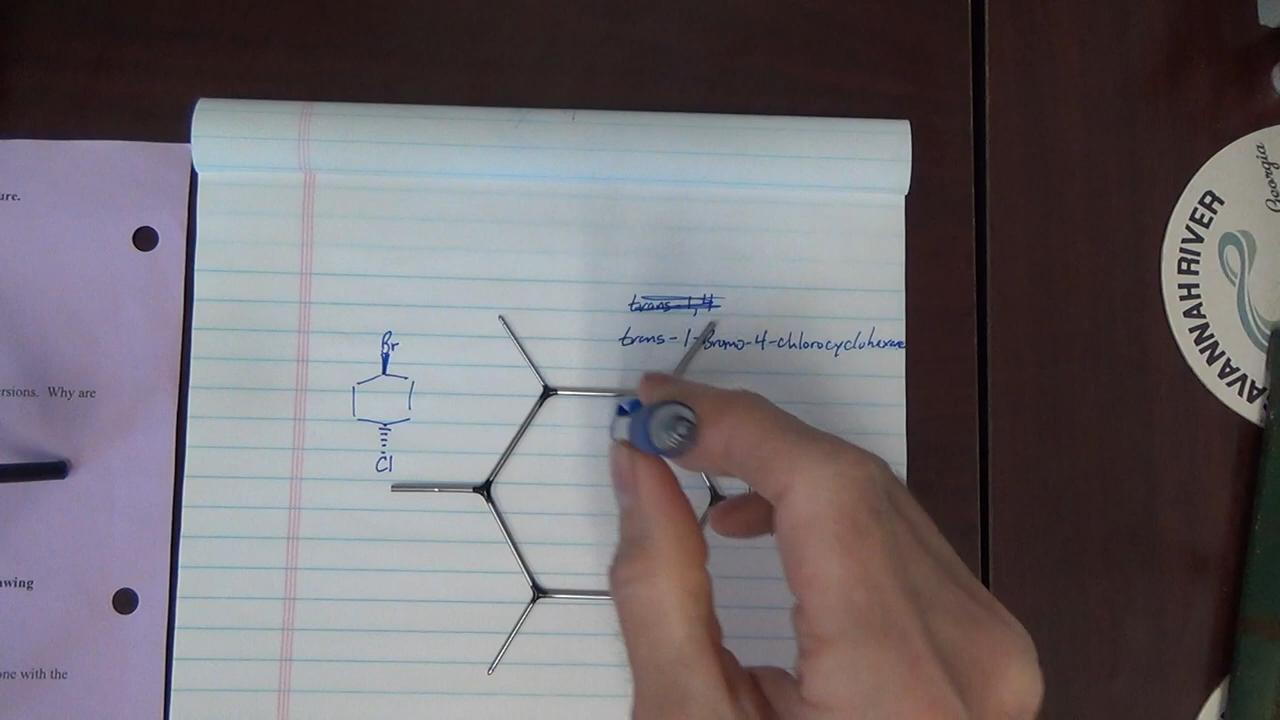 ure.
rsions. Why are
awing
one with the
trans-1,4
trans-1-Bromo-4-chlorocyclohexane
Br
Cl
SAVANNAH RIVER
Georgia